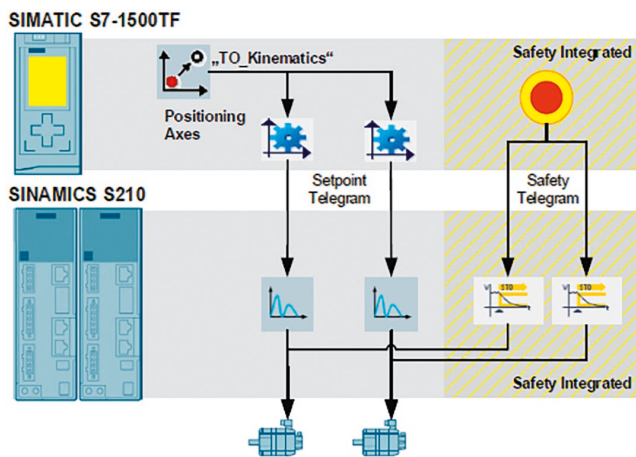 SIMATIC S7-1500TF
„TO_Kinematics“
Safety Integrated
Positioning
Axes
SINAMICS S210
Setpoint
Telegram
Safety
Telegram
V
STO
V
STO
Safety Integrated